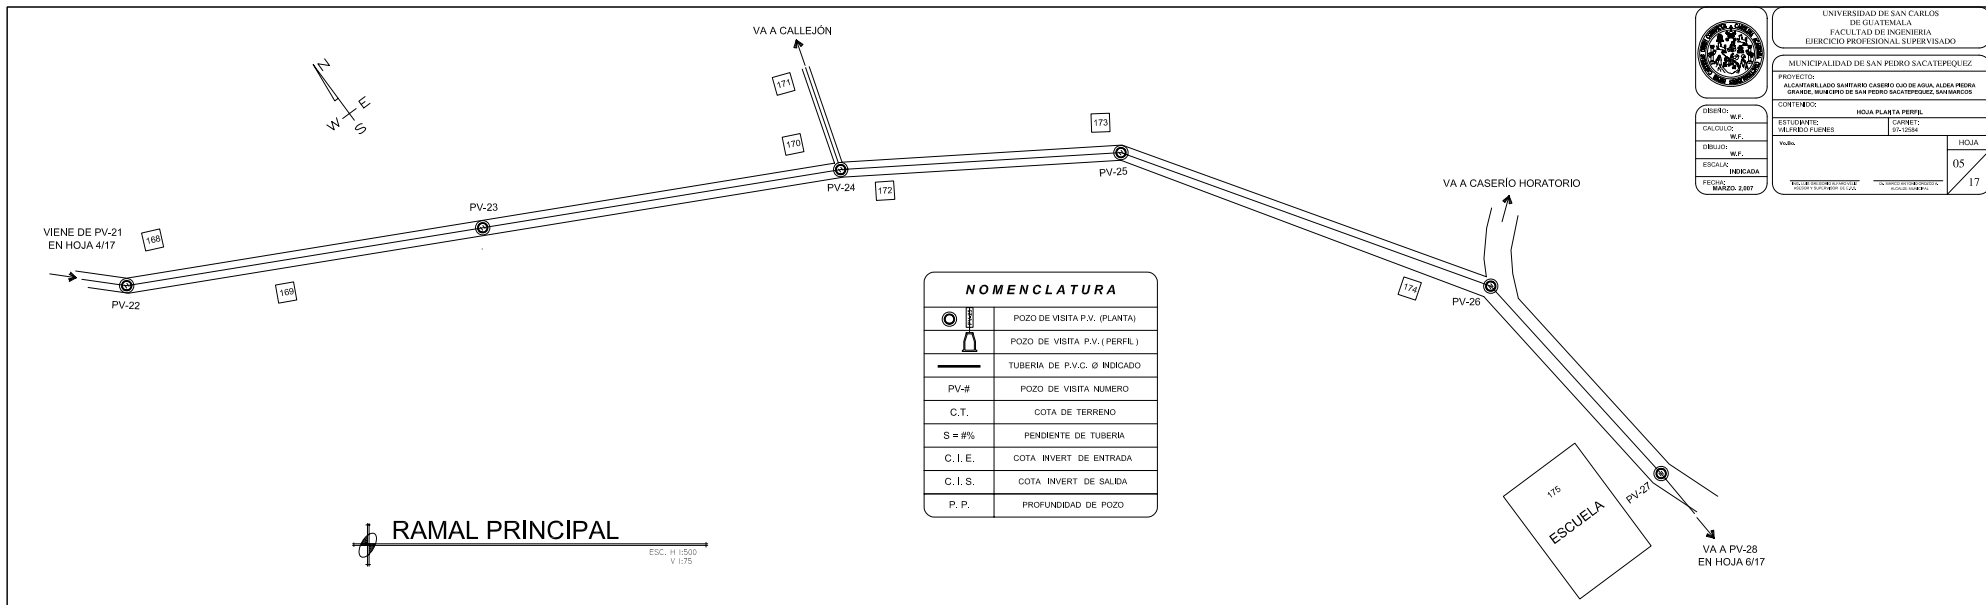 VA A CALLEJÓN
N
E
W
S
171
170
173
172
PV-24
PV-25
PV-23
VIENE DE PV-21
EN HOJA 4/17
168
169
PV-22
VA A CASERÍO HORATORIO
174
PV-26
PV-27
175
ESCUELA
VA A PV-28
EN HOJA 6/17
NOMENCLATURA
POZO DE VISITA P.V. (PLANTA)
POZO DE VISITA P.V. (PERFIL)
TUBERIA DE P.V.C. Ø INDICADO
PV-# POZO DE VISITA NUMERO
C.T. COTA DE TERRENO
S = #% PENDIENTE DE TUBERIA
C. I. E. COTA INVERT DE ENTRADA
C. I. S. COTA INVERT DE SALIDA
P. P. PROFUNDIDAD DE POZO
RAMAL PRINCIPAL
ESC. H 1:500
V 1:75
UNIVERSIDAD DE SAN CARLOS
DE GUATEMALA
FACULTAD DE INGENIERIA
EJERCICIO PROFESIONAL SUPERVISADO
MUNICIPALIDAD DE SAN PEDRO SACATEPEQUEZ
PROYECTO:
ALCANTARILLADO SANITARIO CASERIO OJO DE AGUA, ALDEA PIEDRA
GRANDE, MUNICIPIO DE SAN PEDRO SACATEPEQUEZ, SAN MARCOS
CONTENIDO:
HOJA PLANTA PERFIL
ESTUDIANTE:
WILFRIDO FUENES
CARNET:
97-12584
Vo.Bo.
HOJA
05
17
DISEÑO:
W.F.
CALCULO:
W.F.
DIBUJO:
W.F.
ESCALA:
INDICADA
FECHA:
MARZO. 2,007